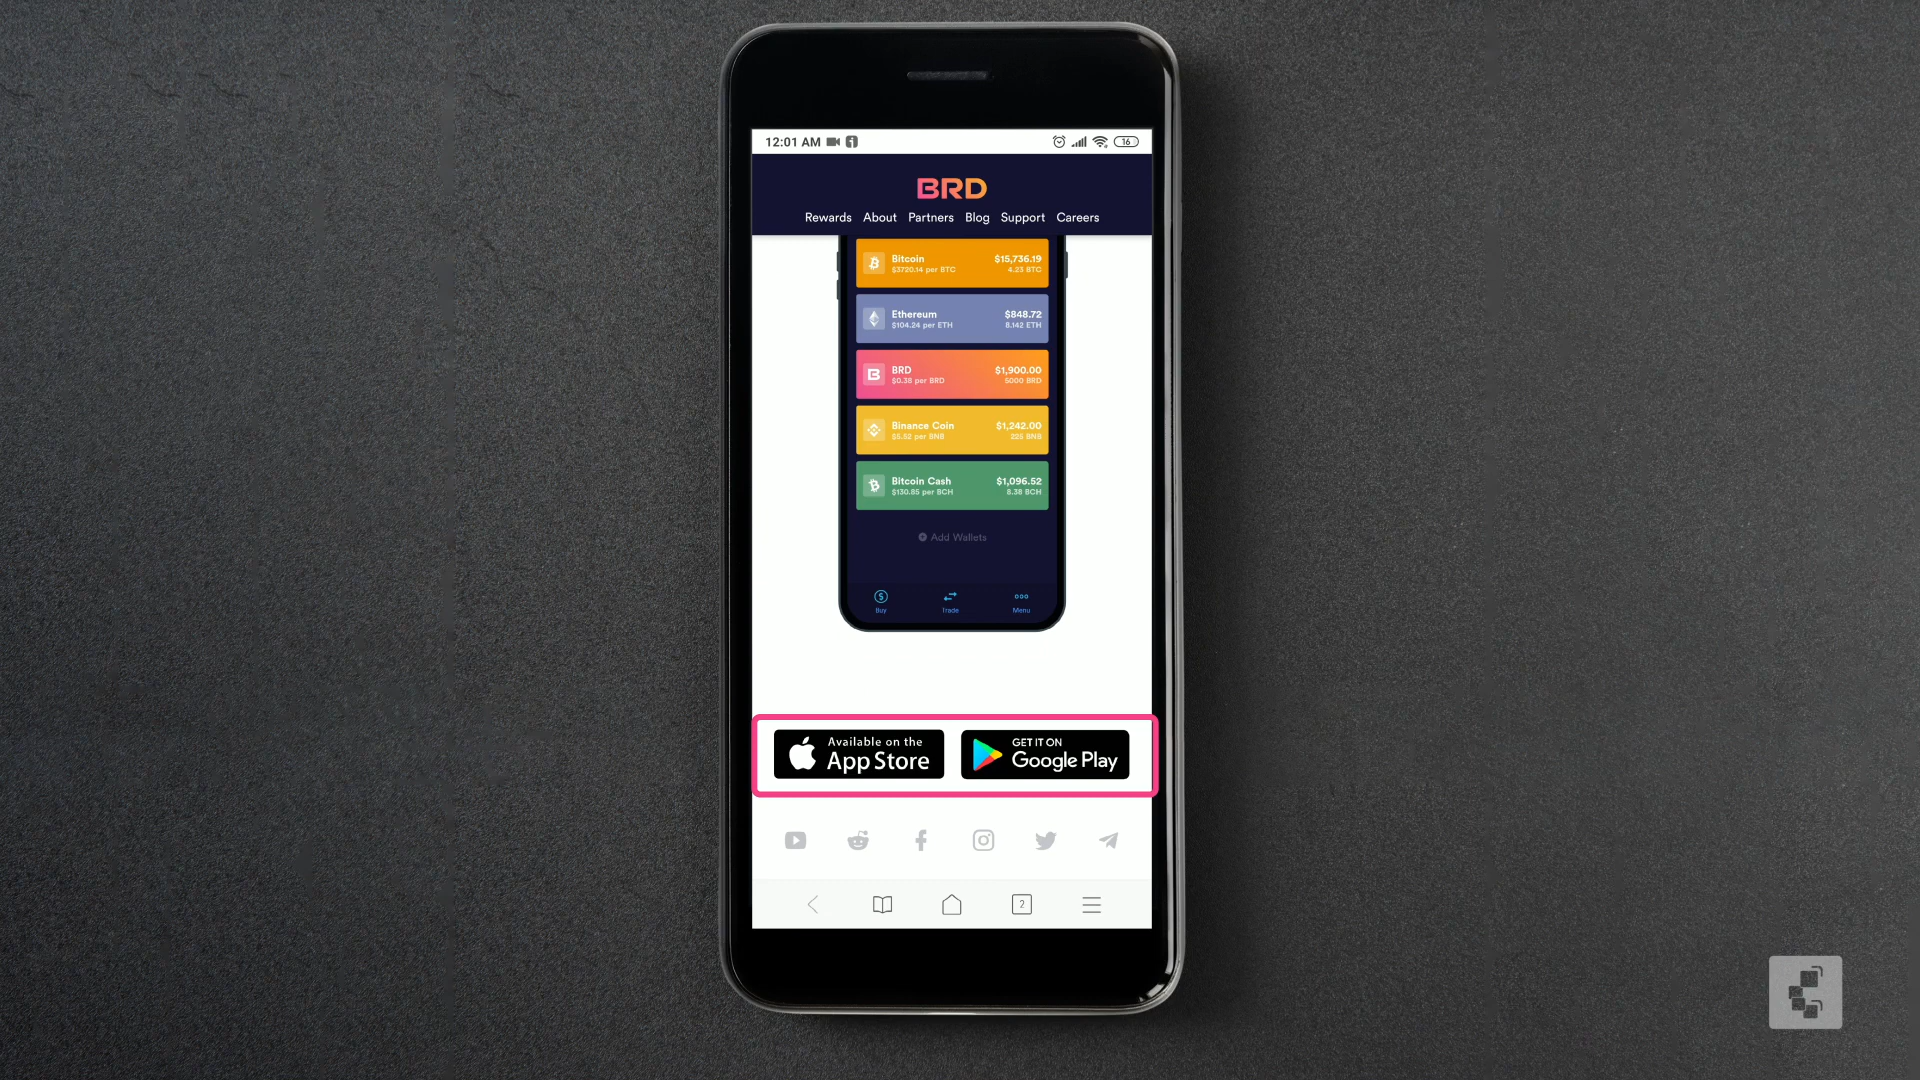 12:01 AM
16
BRD
Rewards About Partners Blog Support Careers
Bitcoin $15,736.19
$3720.14 per BTC 4.23 BTC
Ethereum $848.72
$104.24 per ETH 8.142 ETH
BRD $1,900.00
$0.38 per BRD 5000 BRD
Binance Coin $1,242.00
$5.52 per BNB 225 BNB
Bitcoin Cash $1,096.52
$130.85 per BCH 8.38 BCH
Add Wallets
Buy Trade Menu
Available on the
App Store
GET IT ON
Google Play
2